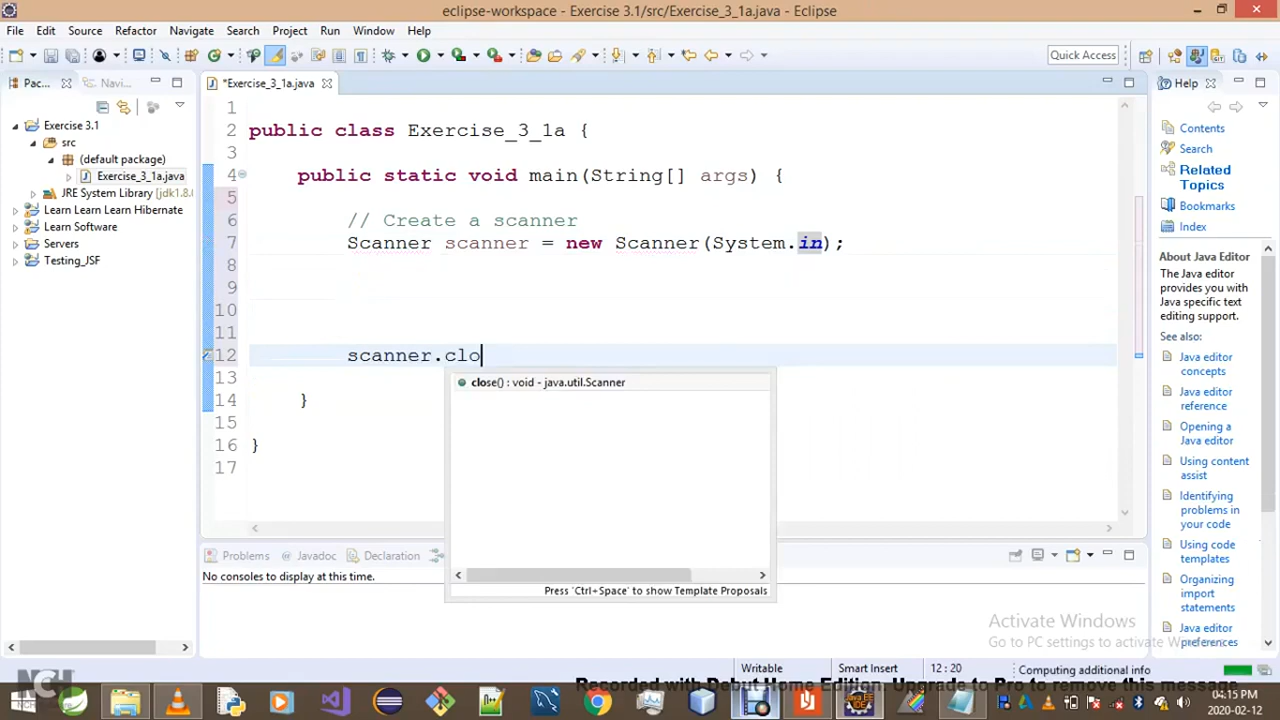 eclipse-workspace - Exercise 3.1/src/Exercise_3_1a.java - Eclipse
File Edit Source Refactor Navigate Search Project Run Window Help
Quick Access
Pac... Navi...
*Exercise_3_1a.java
Help
Exercise 3.1
src
(default package)
Exercise_3_1a.java
JRE System Library [jdk1.8.0
Learn Learn Learn Hibernate
Learn Software
Servers
Testing_JSF
1
2 public class Exercise_3_1a {
3
4 public static void main(String[] args) {
5
6 // Create a scanner
7 Scanner scanner = new Scanner(System.in);
8
9
10
11
12 scanner.clo
13
14 }
15
16 }
17
close() : void - java.util.Scanner
Press 'Ctrl+Space' to show Template Proposals
Contents
Search
Related
Topics
Bookmarks
Index
About Java Editor
The Java editor
provides you with
Java specific text
editing support.
See also:
Java editor
concepts
Java editor
reference
Opening a
Java editor
Using content
assist
Identifying
problems in
your code
Using code
templates
Organizing
import
statements
Java editor
preferences
Problems Javadoc Declaration
No consoles to display at this time.
Activate Windows
Go to PC settings to activate Windows.
Writable Smart Insert 12 : 20 Computing additional info
NCH
Recorded with Debut Home Edition. Upgrade to Pro to remove this message
04:15 PM
2020-02-12